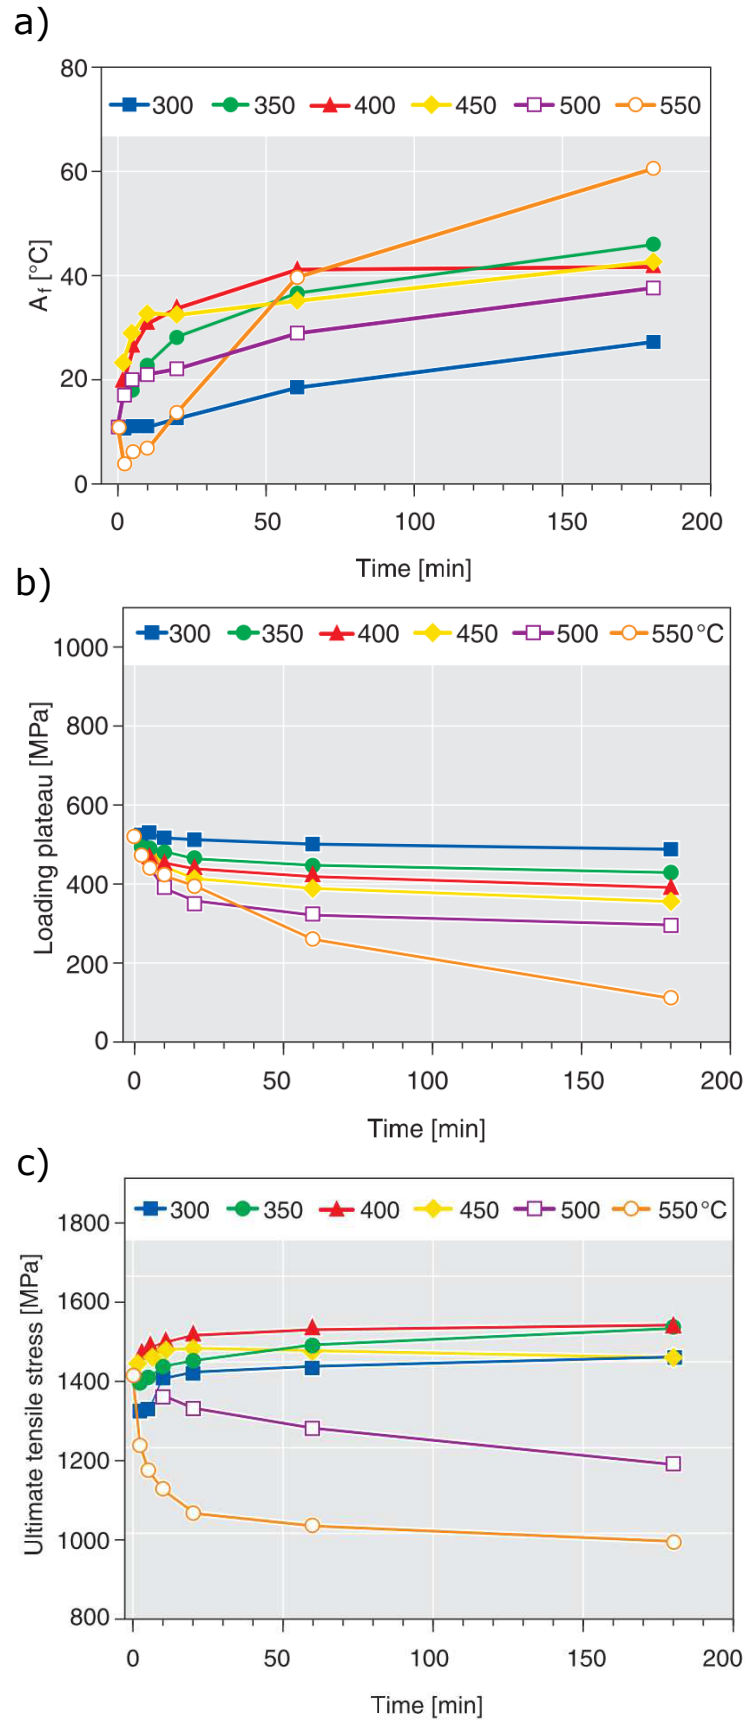 a)
80
300 350 400 450 500 550
60
40
20
0
A f [°C]
0 50 100 150 200
Time [min]
b)
300 350 400 450 500 550 °C
1000
800
600
400
200
0
Loading plateau [MPa]
0 50 100 150 200
Time [min]
c)
300 350 400 450 500 550 °C
1800
1600
1400
1200
1000
800
Ultimate tensile stress [MPa]
0 50 100 150 200
Time [min]